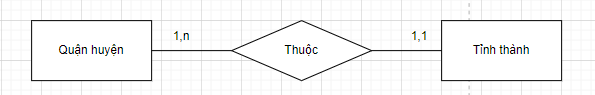 Quận huyện
1,n
Thuộc
1,1
Tỉnh thành